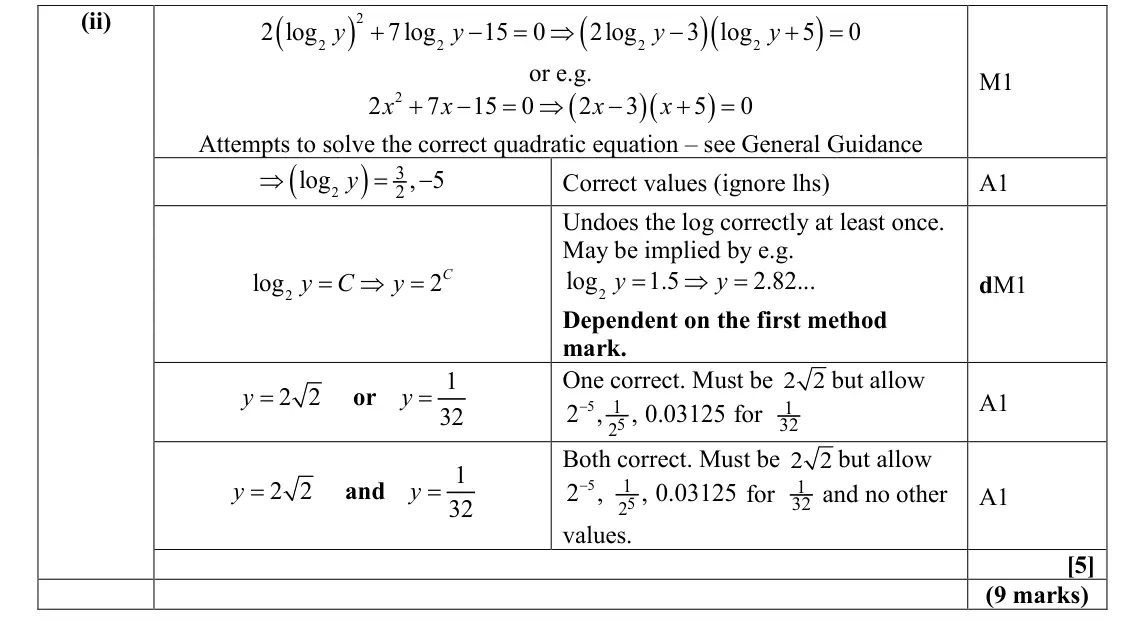 (ii)
2(log₂ y)² + 7 log₂ y − 15 = 0 ⇒ (2 log₂ y − 3)(log₂ y + 5) = 0
or e.g.
2x² + 7x − 15 = 0 ⇒ (2x − 3)(x + 5) = 0
Attempts to solve the correct quadratic equation – see General Guidance
M1
⇒ (log₂ y) = 3/2, −5
Correct values (ignore lhs)
A1
log₂ y = C ⇒ y = 2^C
Undoes the log correctly at least once.
May be implied by e.g.
log₂ y = 1.5 ⇒ y = 2.82...
Dependent on the first method
mark.
dM1
y = 2√2 or y = 1/32
One correct. Must be 2√2 but allow
2⁻⁵, 1/2⁵, 0.03125 for 1/32
A1
y = 2√2 and y = 1/32
Both correct. Must be 2√2 but allow
2⁻⁵, 1/2⁵, 0.03125 for 1/32 and no other
values.
A1
[5]
(9 marks)